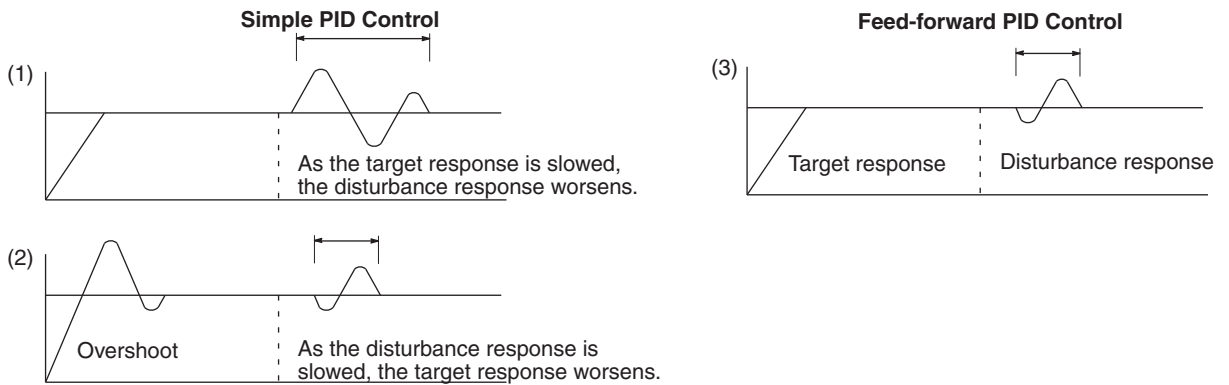 Simple PID Control
(1)
As the target response is slowed,
the disturbance response worsens.
(2)
Overshoot
As the disturbance response is
slowed, the target response worsens.
Feed-forward PID Control
(3)
Target response
Disturbance response